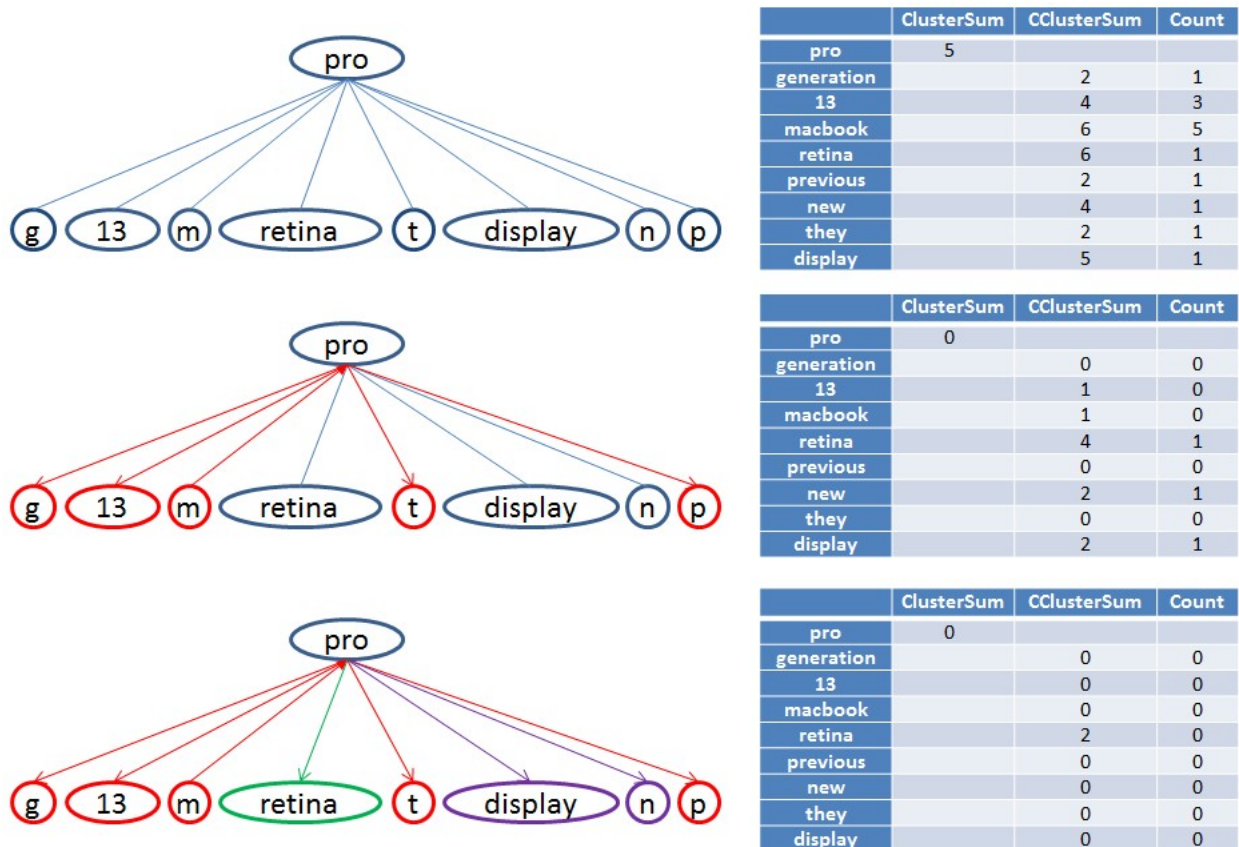 pro
g 13 m retina t display n p
ClusterSum CClusterSum Count
pro 5
generation 2 1
13 4 3
macbook 6 5
retina 6 1
previous 2 1
new 4 1
they 2 1
display 5 1
pro
g 13 m retina t display n p
ClusterSum CClusterSum Count
pro 0
generation 0 0
13 1 0
macbook 1 0
retina 4 1
previous 0 0
new 2 1
they 0 0
display 2 1
pro
g 13 m retina t display n p
ClusterSum CClusterSum Count
pro 0
generation 0 0
13 0 0
macbook 0 0
retina 2 0
previous 0 0
new 0 0
they 0 0
display 0 0